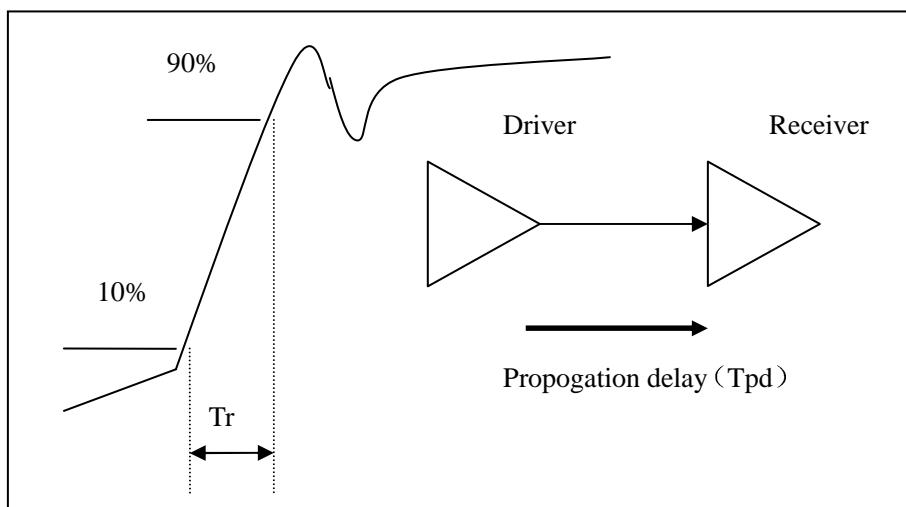 90%
Driver
Receiver
10%
Propogation delay（Tpd）
Tr